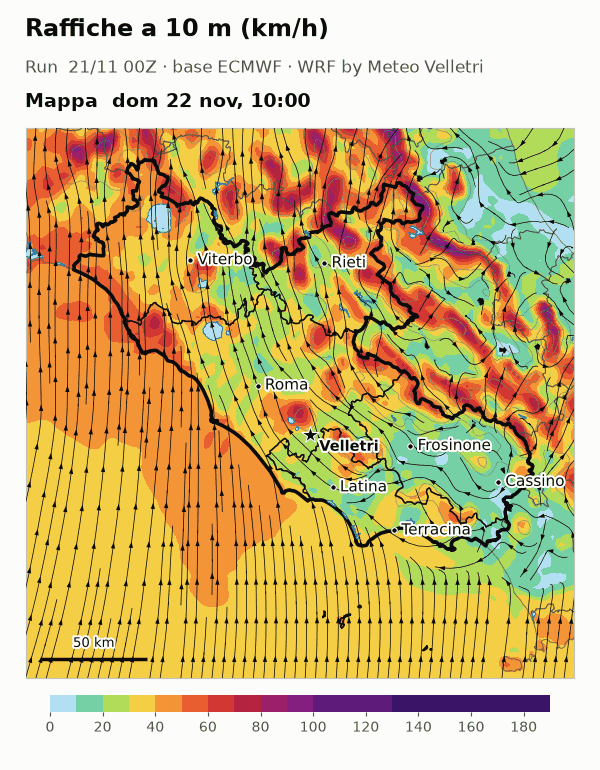 Raffiche a 10 m (km/h)
Run 21/11 00Z · base ECMWF · WRF by Meteo Velletri
Mappa dom 22 nov, 10:00
Viterbo
Rieti
Roma
Velletri
Frosinone
Cassino
Latina
Terracina
50 km
0 20 40 60 80 100 120 140 160 180